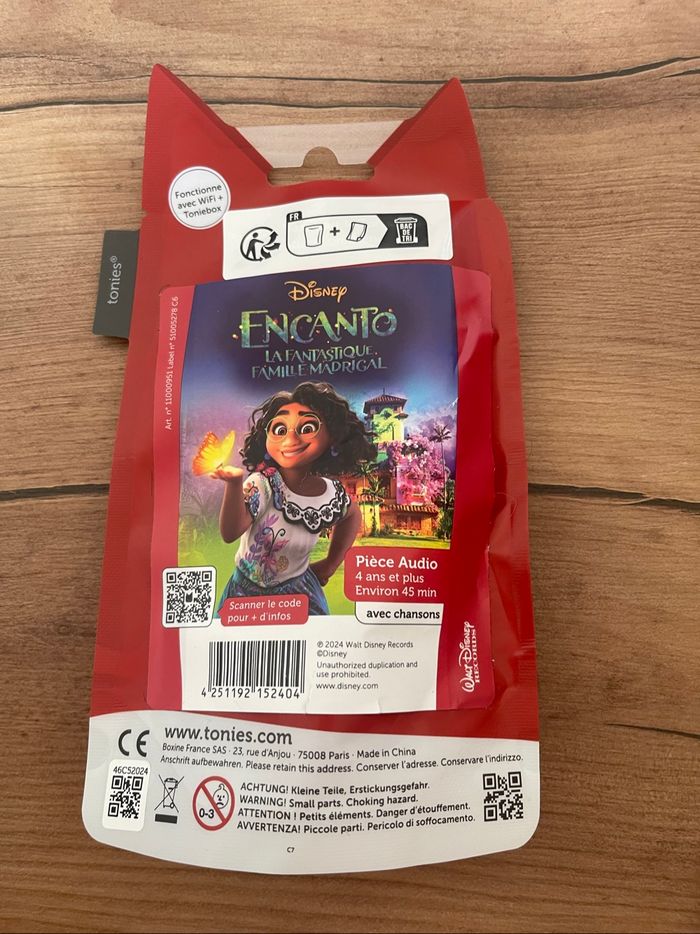 Fonctionne
avec WiFi +
Toniebox
FR
+
BAC
DE
TRI
tonies®
Art. n° 11000951 Label n° 51005278 C6
Disney
ENCANTO
LA FANTASTIQUE
FAMILLE MADRIGAL
Pièce Audio
4 ans et plus
Environ 45 min
avec chansons
Scanner le code
pour + d'infos
℗ 2024 Walt Disney Records
©Disney
Unauthorized duplication and
use prohibited.
www.disney.com
WALT DISNEY
RECORDS
4 251192 152404
CE
www.tonies.com
Boxine France SAS · 23, rue d'Anjou · 75008 Paris · Made in China
Anschrift aufbewahren. Please retain this address. Conserver l'adresse. Conservare l'indirizzo.
46C52024
0-3
ACHTUNG! Kleine Teile, Erstickungsgefahr.
WARNING! Small parts. Choking hazard.
ATTENTION ! Petits éléments. Danger d'étouffement.
AVVERTENZA! Piccole parti. Pericolo di soffocamento.
C7